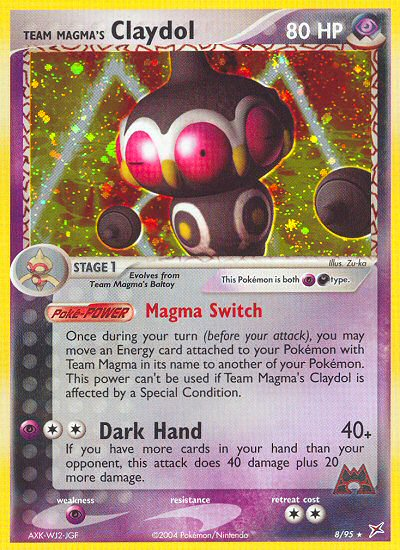 TEAM MAGMA'S Claydol 80 HP
Illus. Zu-ka
STAGE 1
Evolves from
Team Magma's Baltoy
This Pokémon is both type.
Poké-POWER Magma Switch
Once during your turn (before your attack), you may
move an Energy card attached to your Pokémon with
Team Magma in its name to another of your Pokémon.
This power can't be used if Team Magma's Claydol is
affected by a Special Condition.
Dark Hand 40+
If you have more cards in your hand than your
opponent, this attack does 40 damage plus 20
more damage.
weakness resistance retreat cost
AXK-WJ2-JGF ©2004 Pokémon/Nintendo 8/95 ★